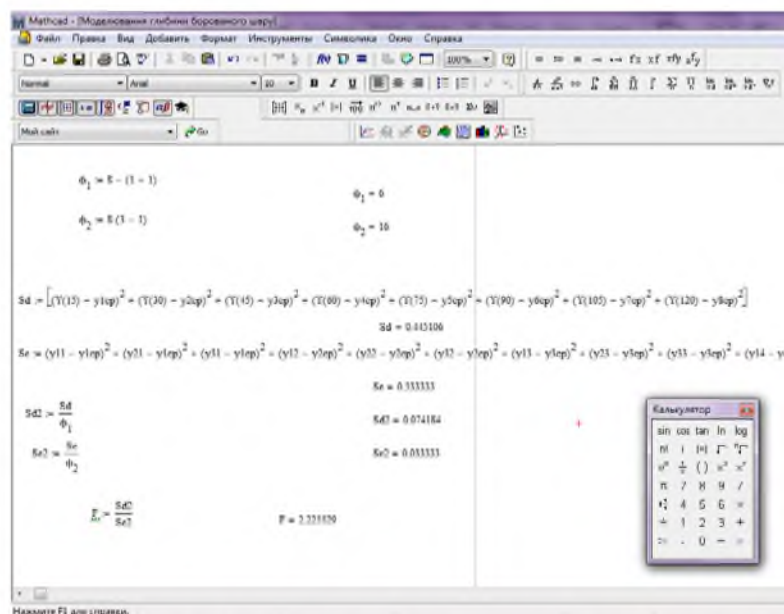 Mathcad - [Моделювання глибини борованого шару]
Файл Правка Вид Добавить Формат Инструменты Символика Окно Справка
100%
Normal Arial 10 B I U
Мой сайт Go
ϕ1 := 8 - (1 + 1)
ϕ1 = 6
ϕ2 := 8(3 - 1)
ϕ2 = 16
Sd := [(Y(15) - y1cp)^2 + (Y(30) - y2cp)^2 + (Y(45) - y3cp)^2 + (Y(60) - y4cp)^2 + (Y(75) - y5cp)^2 + (Y(90) - y6cp)^2 + (Y(105) - y7cp)^2 + (Y(120) - y8cp)^2]
Sd = 0.445106
Se := (y11 - y1cp)^2 + (y21 - y1cp)^2 + (y31 - y1cp)^2 + (y12 - y2cp)^2 + (y22 - y2cp)^2 + (y12 - y2cp)^2 + (y13 - y3cp)^2 + (y23 - y3cp)^2 + (y33 - y3cp)^2 + (y14 - y
Se = 0.533333
Sd2 := Sd/ϕ1
Sd2 = 0.074184
Se2 := Se/ϕ2
Se2 = 0.033333
F := Sd2/Se2
F = 2.225520
Калькулятор
sin cos tan ln log
n! i |x|
π 7 8 9 /
4 5 6 ×
÷ 1 2 3 +
:= . 0 − =
Нажмите F1 для справки.